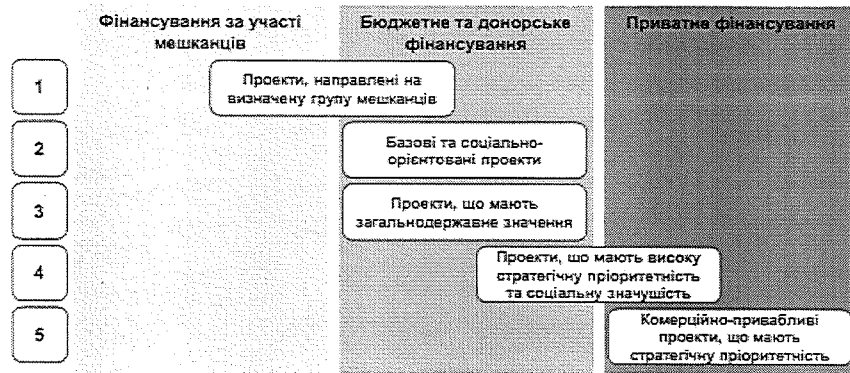 Фінансування за участі
мешканців
Бюджетне та донорське
фінансування
Приватне фінансування
1
Проекти, направлені на
визначену групу мешканців
2
Базові та соціально-
орієнтовані проекти
3
Проекти, що мають
загальнодержавне значення
4
Проекти, що мають високу
стратегічну пріоритетність
та соціальну значущість
5
Комерційно-привабливі
проекти, що мають
стратегічну пріоритетність